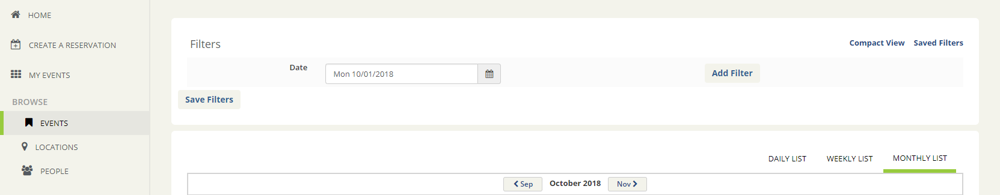 HOME
CREATE A RESERVATION
MY EVENTS
BROWSE
EVENTS
LOCATIONS
PEOPLE
Filters
Compact View Saved Filters
Date Mon 10/01/2018 Add Filter
Save Filters
DAILY LIST WEEKLY LIST MONTHLY LIST
Sep October 2018 Nov